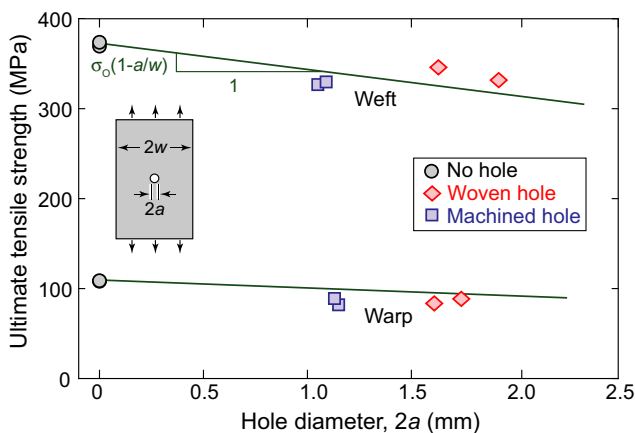 Ultimate tensile strength (MPa)
400
300
200
100
0
σ₀(1-a/w)
1
Weft
2w
2a
No hole
Woven hole
Machined hole
Warp
0 0.5 1.0 1.5 2.0 2.5
Hole diameter, 2a (mm)